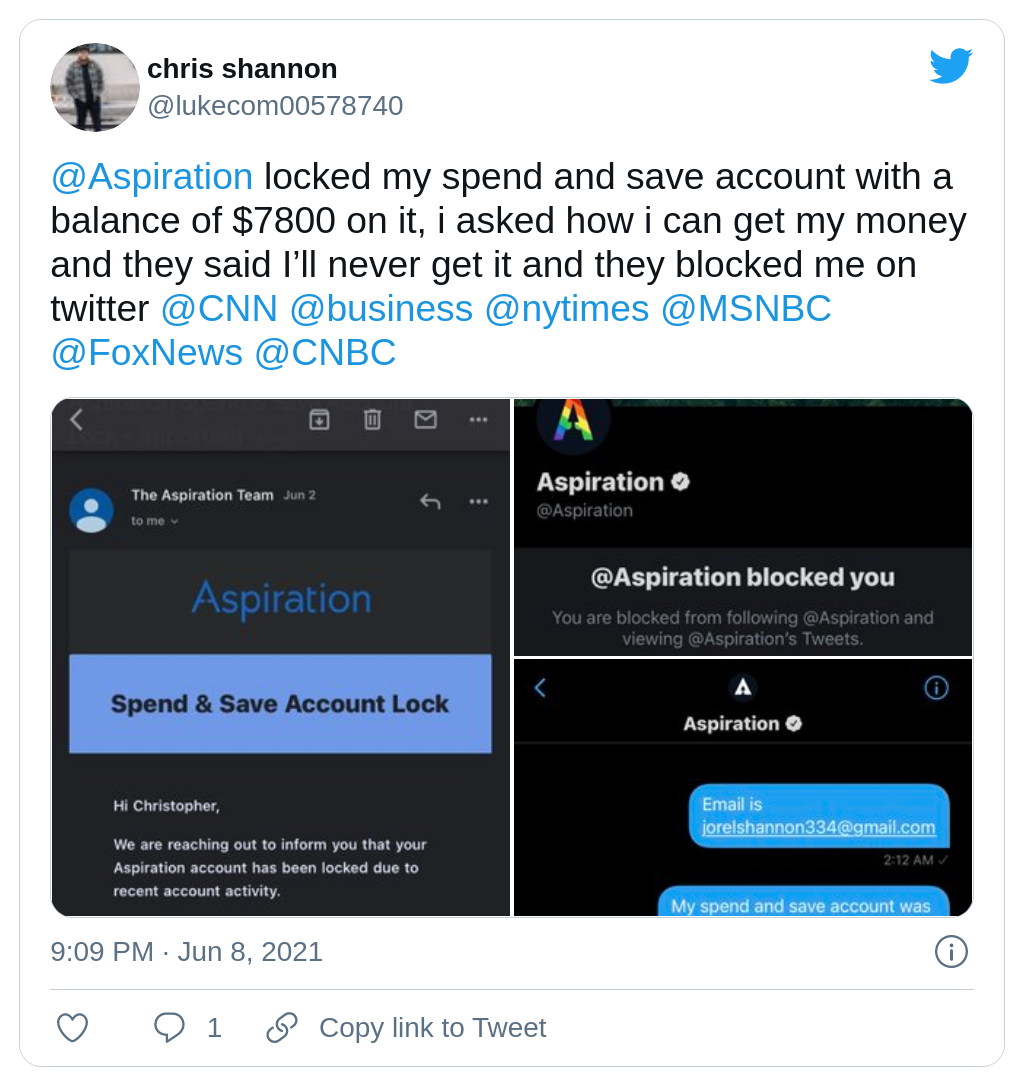 chris shannon
@lukecom00578740
@Aspiration locked my spend and save account with a
balance of $7800 on it, i asked how i can get my money
and they said I’ll never get it and they blocked me on
twitter @CNN @business @nytimes @MSNBC
@FoxNews @CNBC
The Aspiration Team Jun 2
to me
Aspiration
Spend & Save Account Lock
Hi Christopher,
We are reaching out to inform you that your
Aspiration account has been locked due to
recent account activity.
Aspiration
@Aspiration
@Aspiration blocked you
You are blocked from following @Aspiration and
viewing @Aspiration’s Tweets.
Aspiration
Email is
jorelshannon334@gmail.com
2:12 AM ✓
My spend and save account was
9:09 PM · Jun 8, 2021
1 Copy link to Tweet